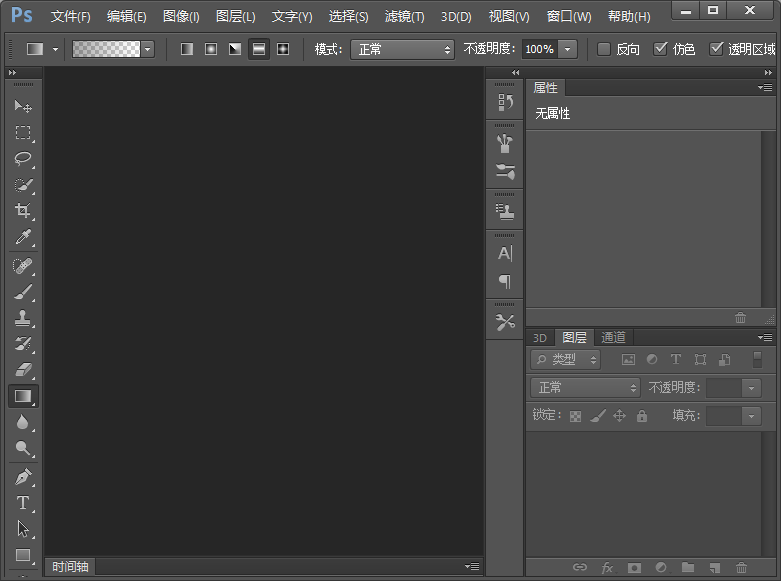 Ps 文件(F) 编辑(E) 图像(I) 图层(L) 文字(Y) 选择(S) 滤镜(T) 3D(D) 视图(V) 窗口(W) 帮助(H)
模式: 正常 不透明度: 100% 反向 仿色 透明区域
属性
无属性
3D 图层 通道
类型
正常 不透明度:
锁定: 填充:
时间轴